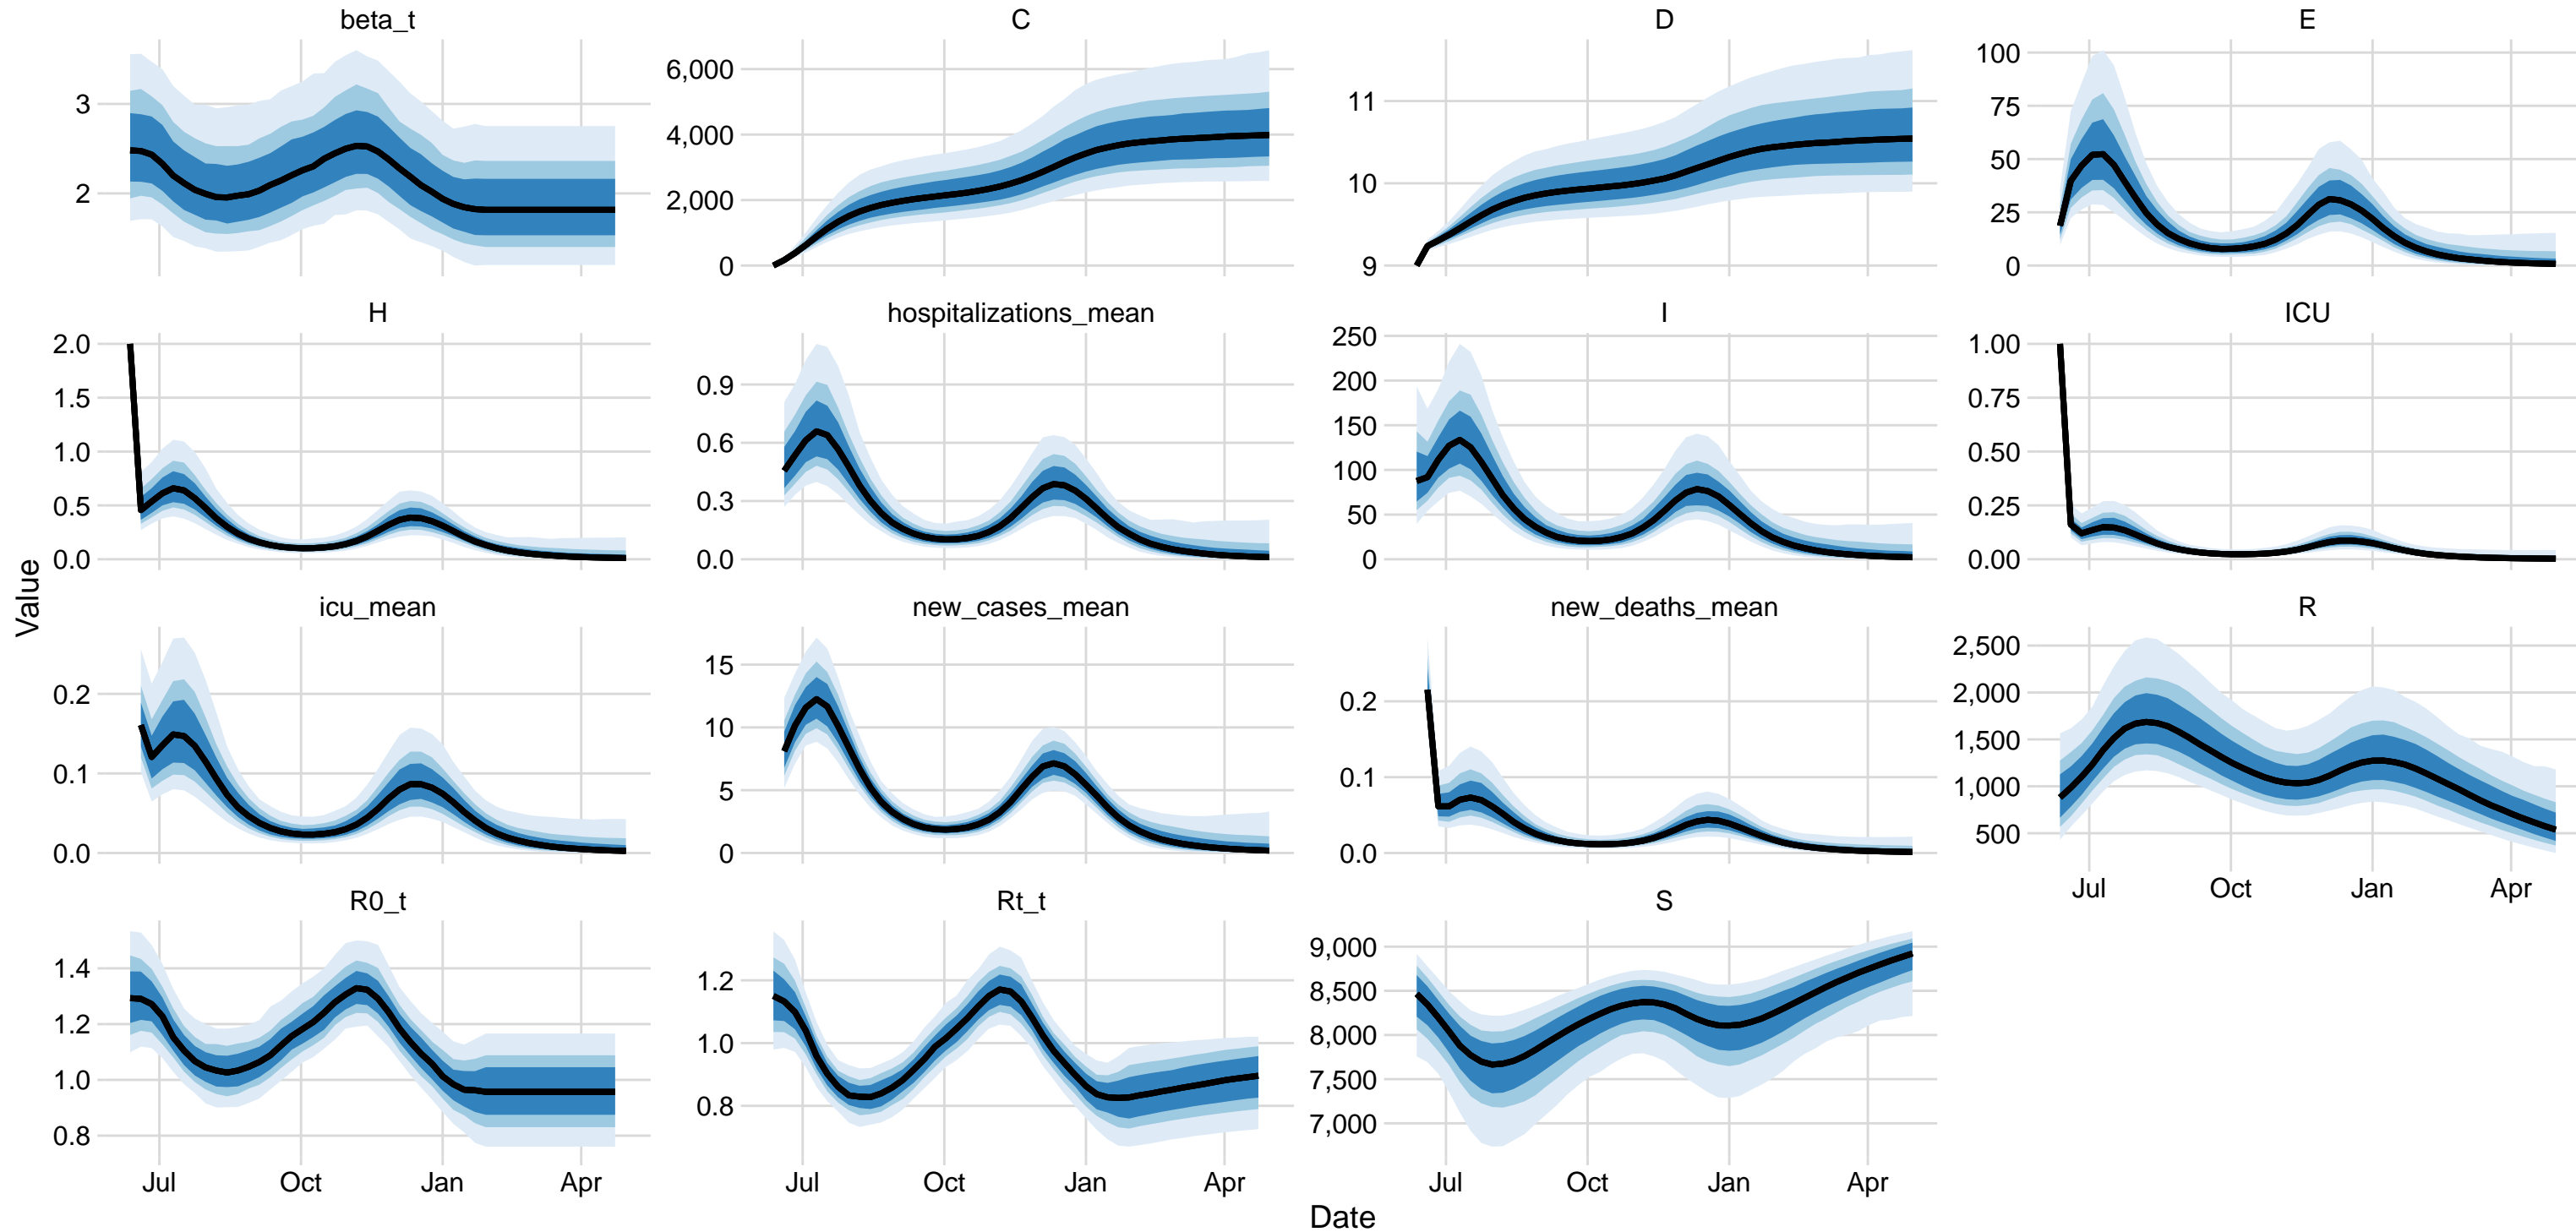 beta_t
C
D
E
3
2
6,000
4,000
2,000
0
11
10
9
100
75
50
25
0
H
hospitalizations_mean
I
ICU
2.0
1.5
1.0
0.5
0.0
0.9
0.6
0.3
0.0
250
200
150
100
50
0
1.00
0.75
0.50
0.25
0.00
Value
icu_mean
new_cases_mean
new_deaths_mean
R
0.2
0.1
0.0
15
10
5
0
0.2
0.1
0.0
2,500
2,000
1,500
1,000
500
Jul Oct Jan Apr
R0_t
Rt_t
S
1.4
1.2
1.0
0.8
1.2
1.0
0.8
9,000
8,500
8,000
7,500
7,000
Jul Oct Jan Apr
Jul Oct Jan Apr
Jul Oct Jan Apr
Date